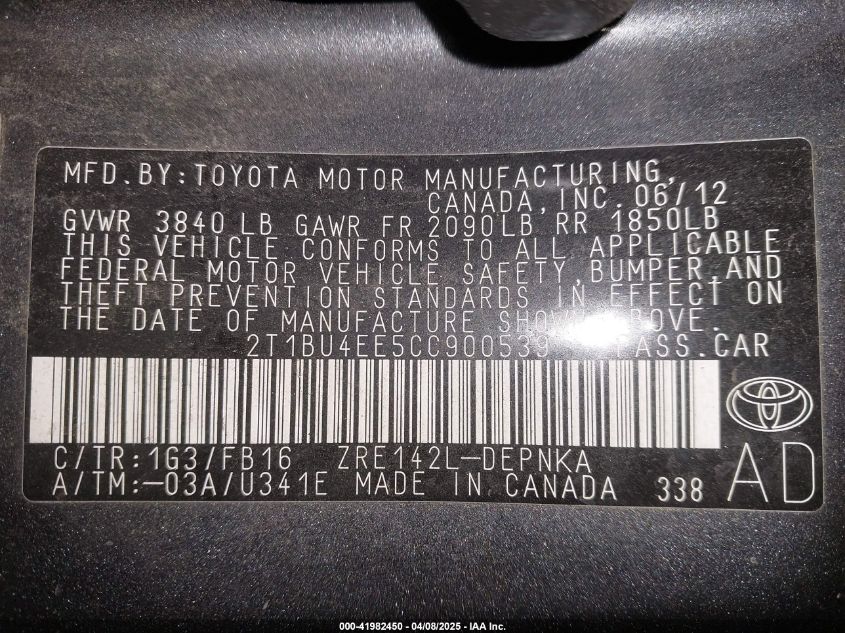 MFD.BY:TOYOTA MOTOR MANUFACTURING,
CANADA,INC. 06/12
GVWR 3840 LB GAWR FR 2090LB RR 1850LB
THIS VEHICLE CONFORMS TO ALL APPLICABLE
FEDERAL MOTOR VEHICLE SAFETY,BUMPER,AND
THEFT PREVENTION STANDARDS IN EFFECT ON
THE DATE OF MANUFACTURE SHOWN ABOVE.
2T1BU4EE5CC900539 PASS.CAR
C/TR:1G3/FB16 ZRE142L-DEPNKA
A/TM:-03A/U341E MADE IN CANADA 338 AD
000-41982450 - 04/08/2025 - IAA Inc.